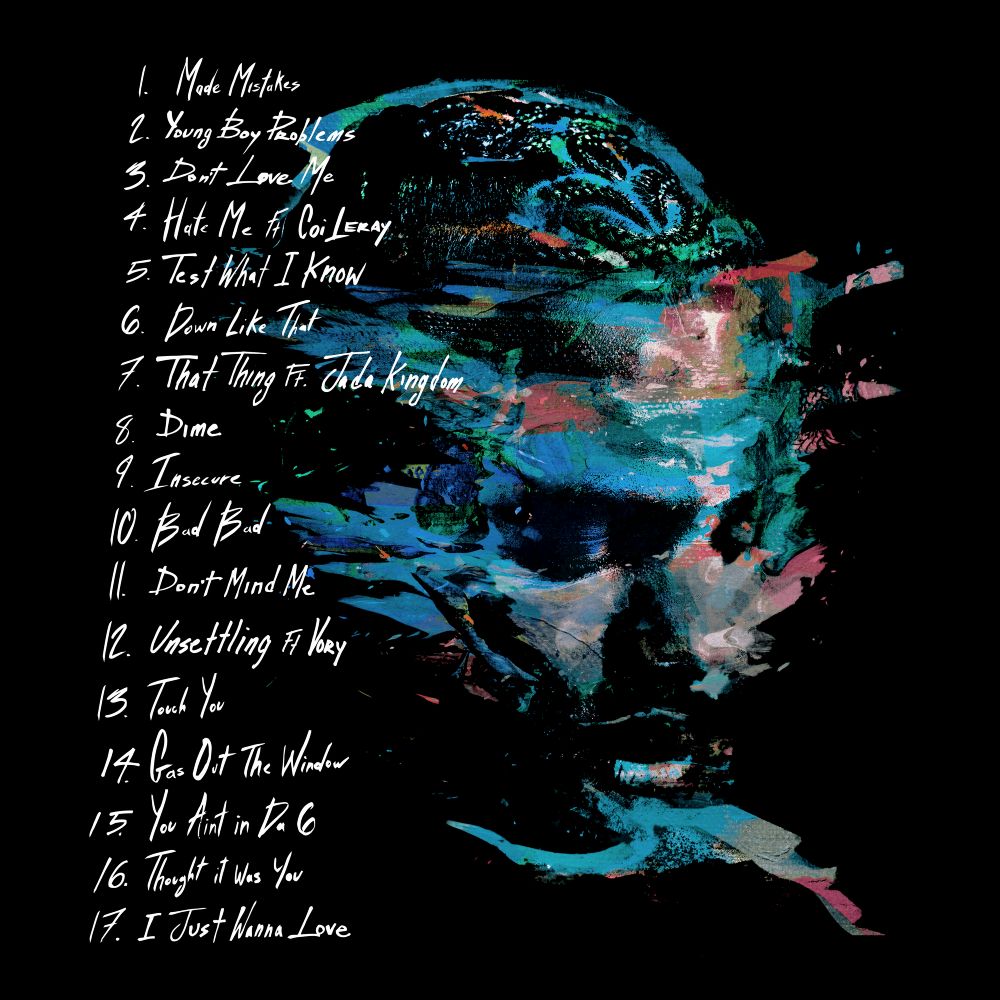 1. Made Mistakes
2. Young Boy Problems
3. Don't Love Me
4. Hate Me Ft Coi Leray
5. Test What I Know
6. Down Like That
7. That Thing Ft. Jada Kingdom
8. Dime
9. Insecure
10. Bad Bad
11. Don't Mind Me
12. Unsettling Ft Vory
13. Touch You
14. Gas Out The Window
15. You Aint in Da 6
16. Thought it Was You
17. I Just Wanna Love